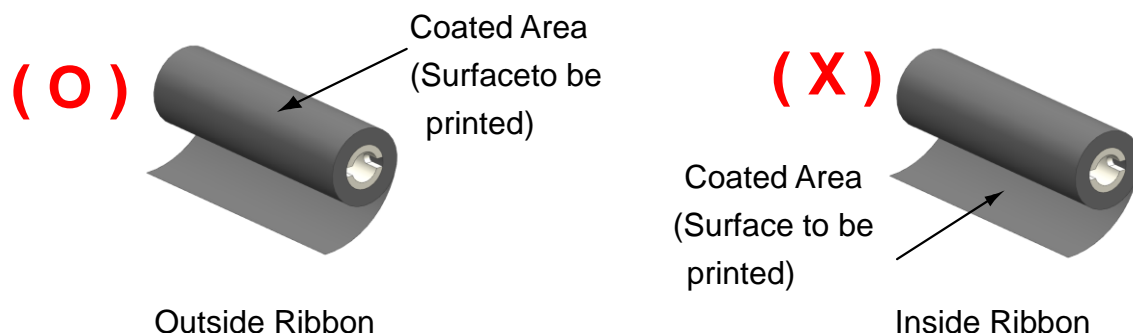 ( O )
Coated Area
(Surfaceto be
printed)
Outside Ribbon
( X )
Coated Area
(Surface to be
printed)
Inside Ribbon